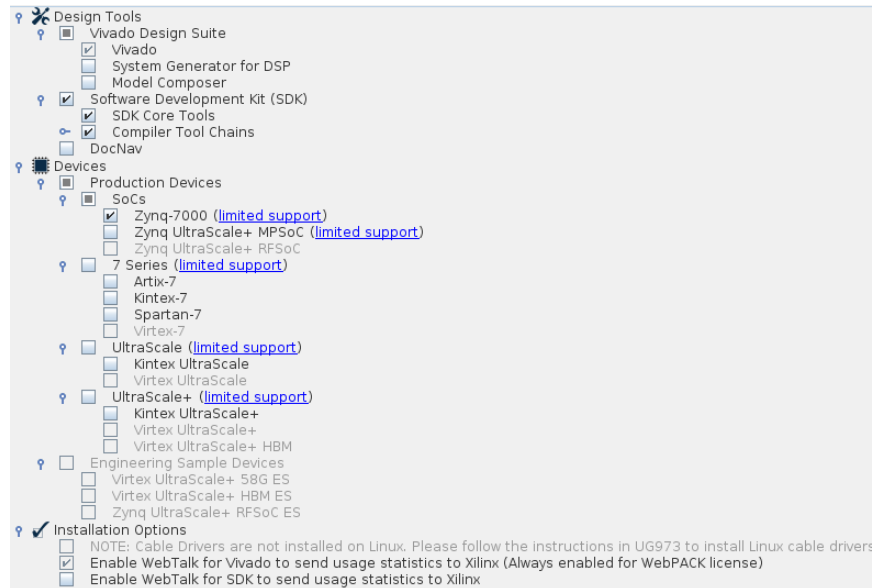 Design Tools
Vivado Design Suite
Vivado
System Generator for DSP
Model Composer
Software Development Kit (SDK)
SDK Core Tools
Compiler Tool Chains
DocNav
Devices
Production Devices
SoCs
Zynq-7000 (limited support)
Zynq UltraScale+ MPSoC (limited support)
Zynq UltraScale+ RFSoC
7 Series (limited support)
Artix-7
Kintex-7
Spartan-7
Virtex-7
UltraScale (limited support)
Kintex UltraScale
Virtex UltraScale
UltraScale+ (limited support)
Kintex UltraScale+
Virtex UltraScale+
Virtex UltraScale+ HBM
Engineering Sample Devices
Virtex UltraScale+ 58G ES
Virtex UltraScale+ HBM ES
Zynq UltraScale+ RFSoC ES
Installation Options
NOTE: Cable Drivers are not installed on Linux. Please follow the instructions in UG973 to install Linux cable drivers
Enable WebTalk for Vivado to send usage statistics to Xilinx (Always enabled for WebPACK license)
Enable WebTalk for SDK to send usage statistics to Xilinx